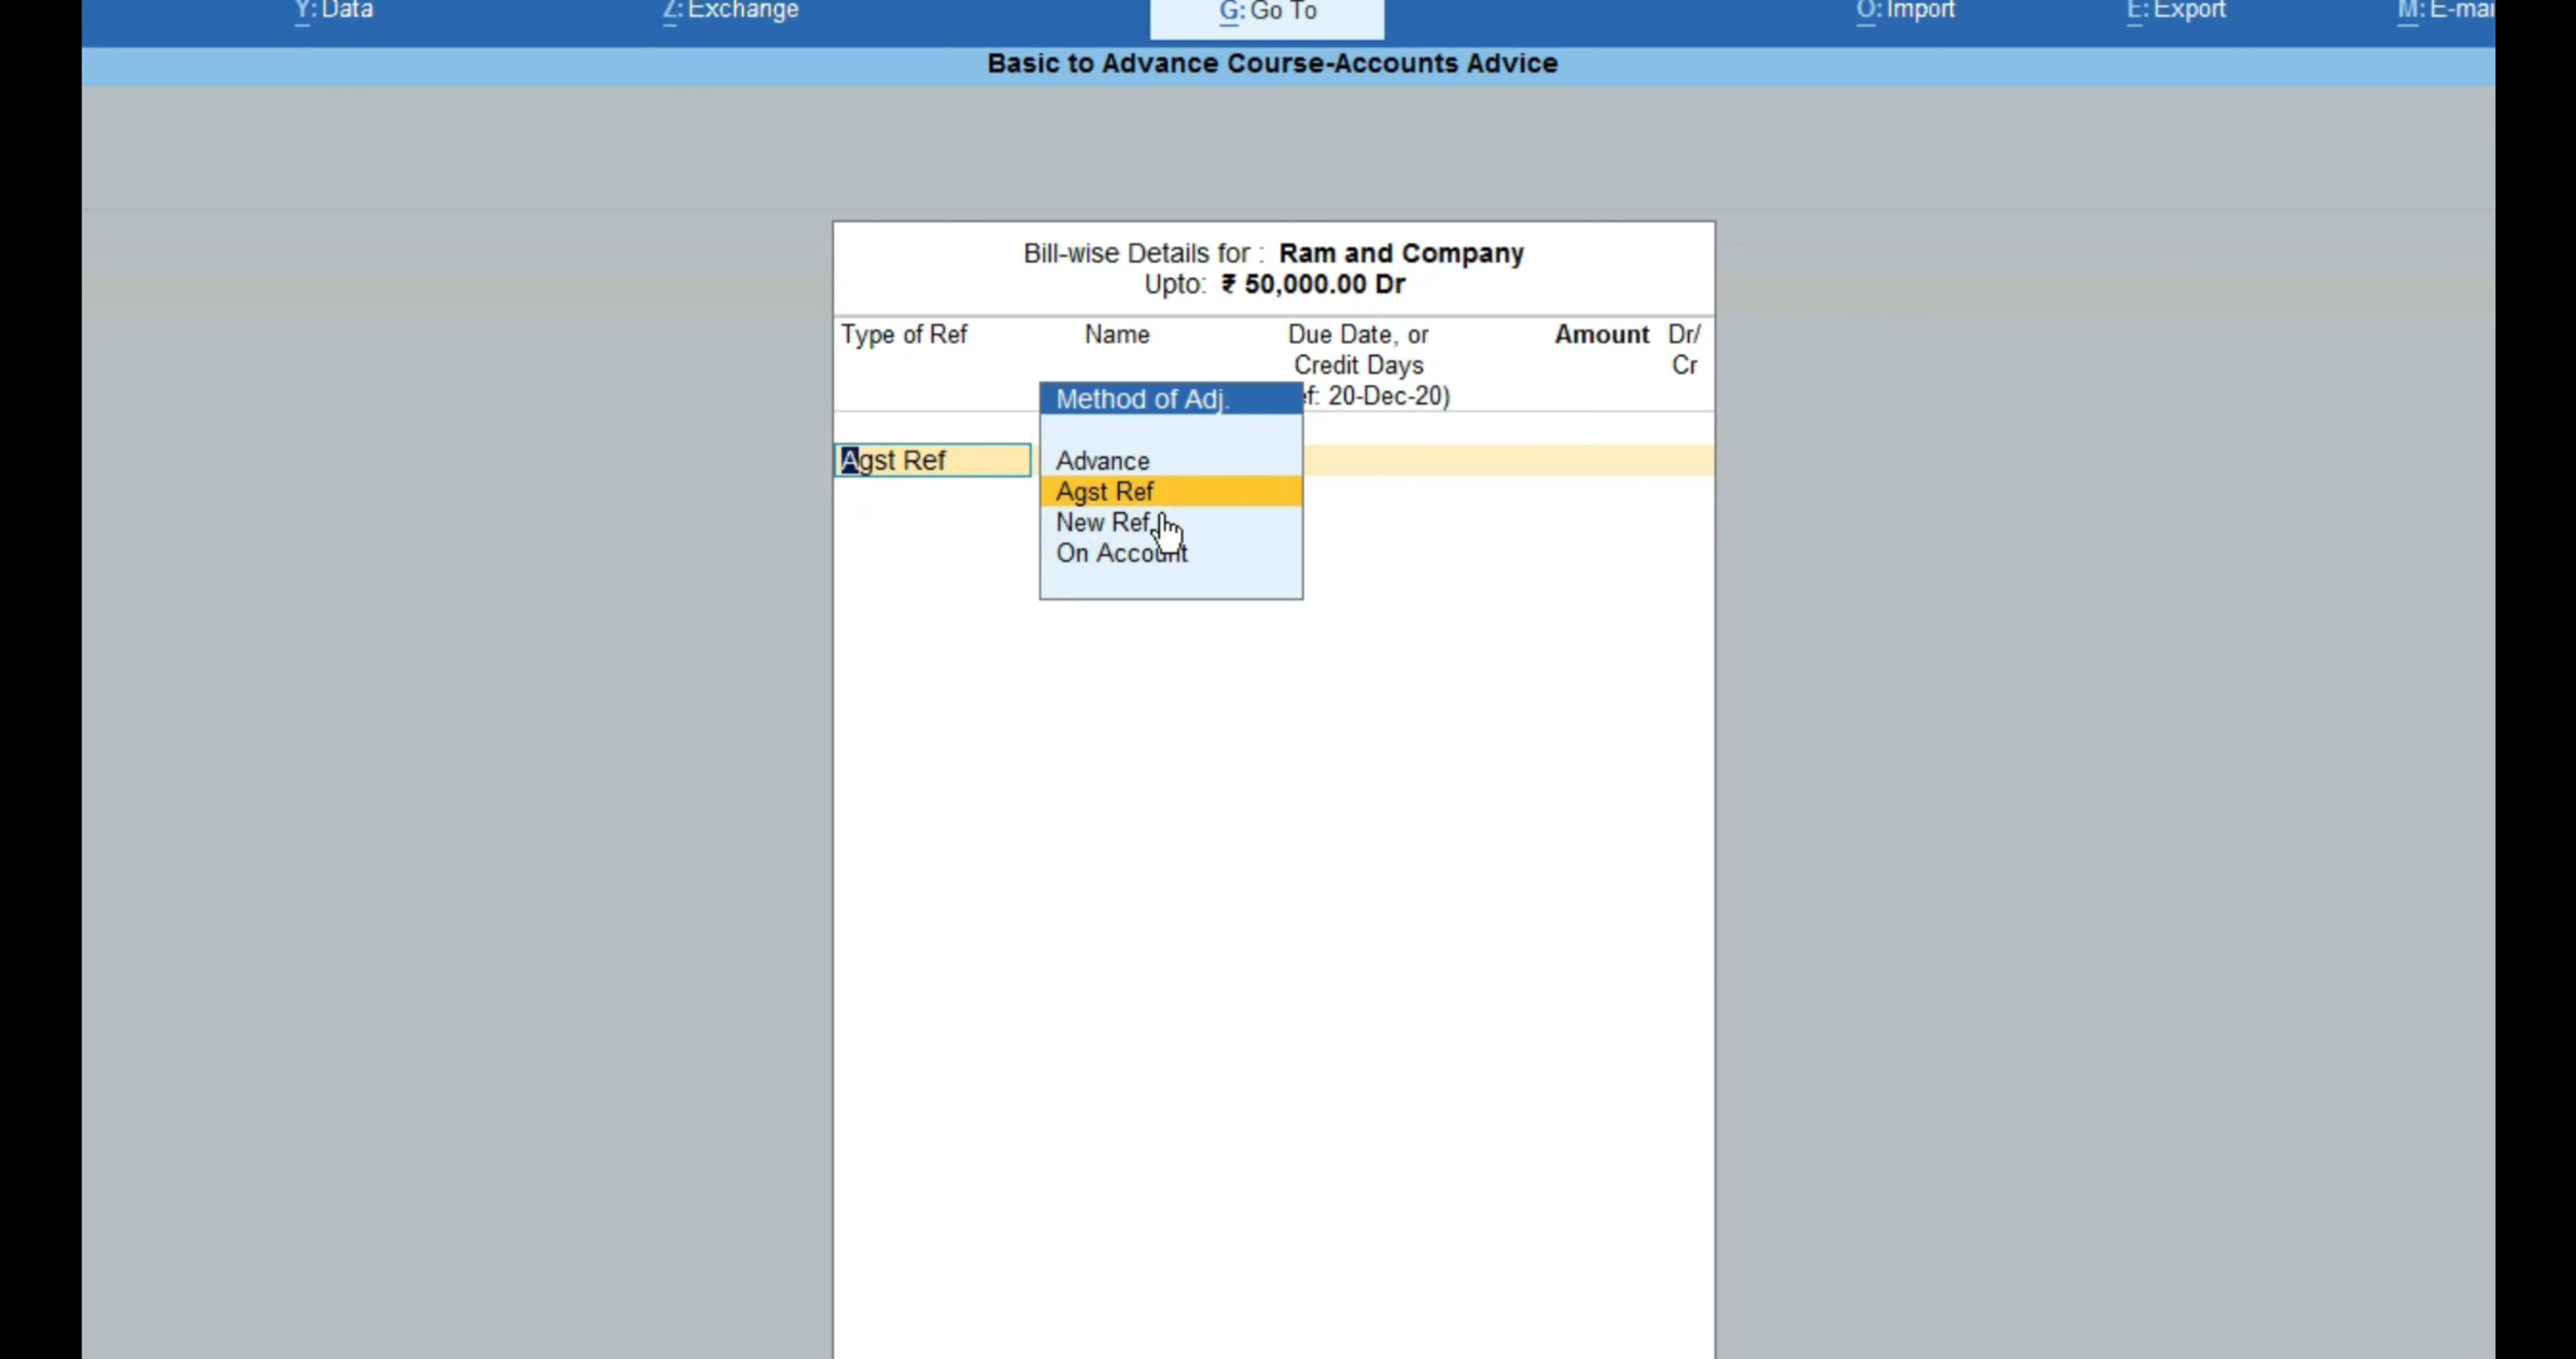 Y: Data Z: Exchange G: Go To O: Import E: Export M: E-mai
Basic to Advance Course-Accounts Advice
Bill-wise Details for : Ram and Company
Upto: ₹ 50,000.00 Dr
Type of Ref Name Due Date, or Amount Dr/
Credit Days Cr
Method of Adj. ef: 20-Dec-20)
Agst Ref Advance
Agst Ref
New Ref
On Account